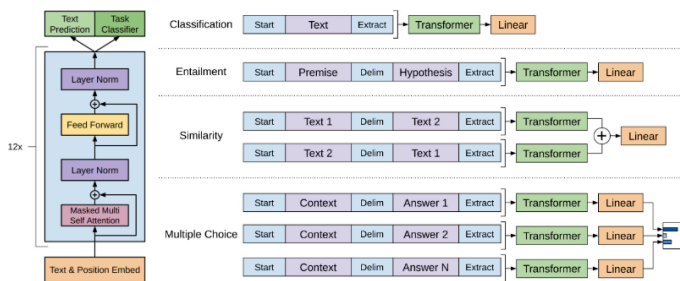 Text Prediction
Task Classifier
12x
Layer Norm
Feed Forward
Layer Norm
Masked Multi
Self Attention
Text & Position Embed
Classification
Start Text Extract Transformer Linear
Entailment
Start Premise Delim Hypothesis Extract Transformer Linear
Similarity
Start Text 1 Delim Text 2 Extract Transformer
Start Text 2 Delim Text 1 Extract Transformer
Linear
Multiple Choice
Start Context Delim Answer 1 Extract Transformer Linear
Start Context Delim Answer 2 Extract Transformer Linear
Start Context Delim Answer N Extract Transformer Linear